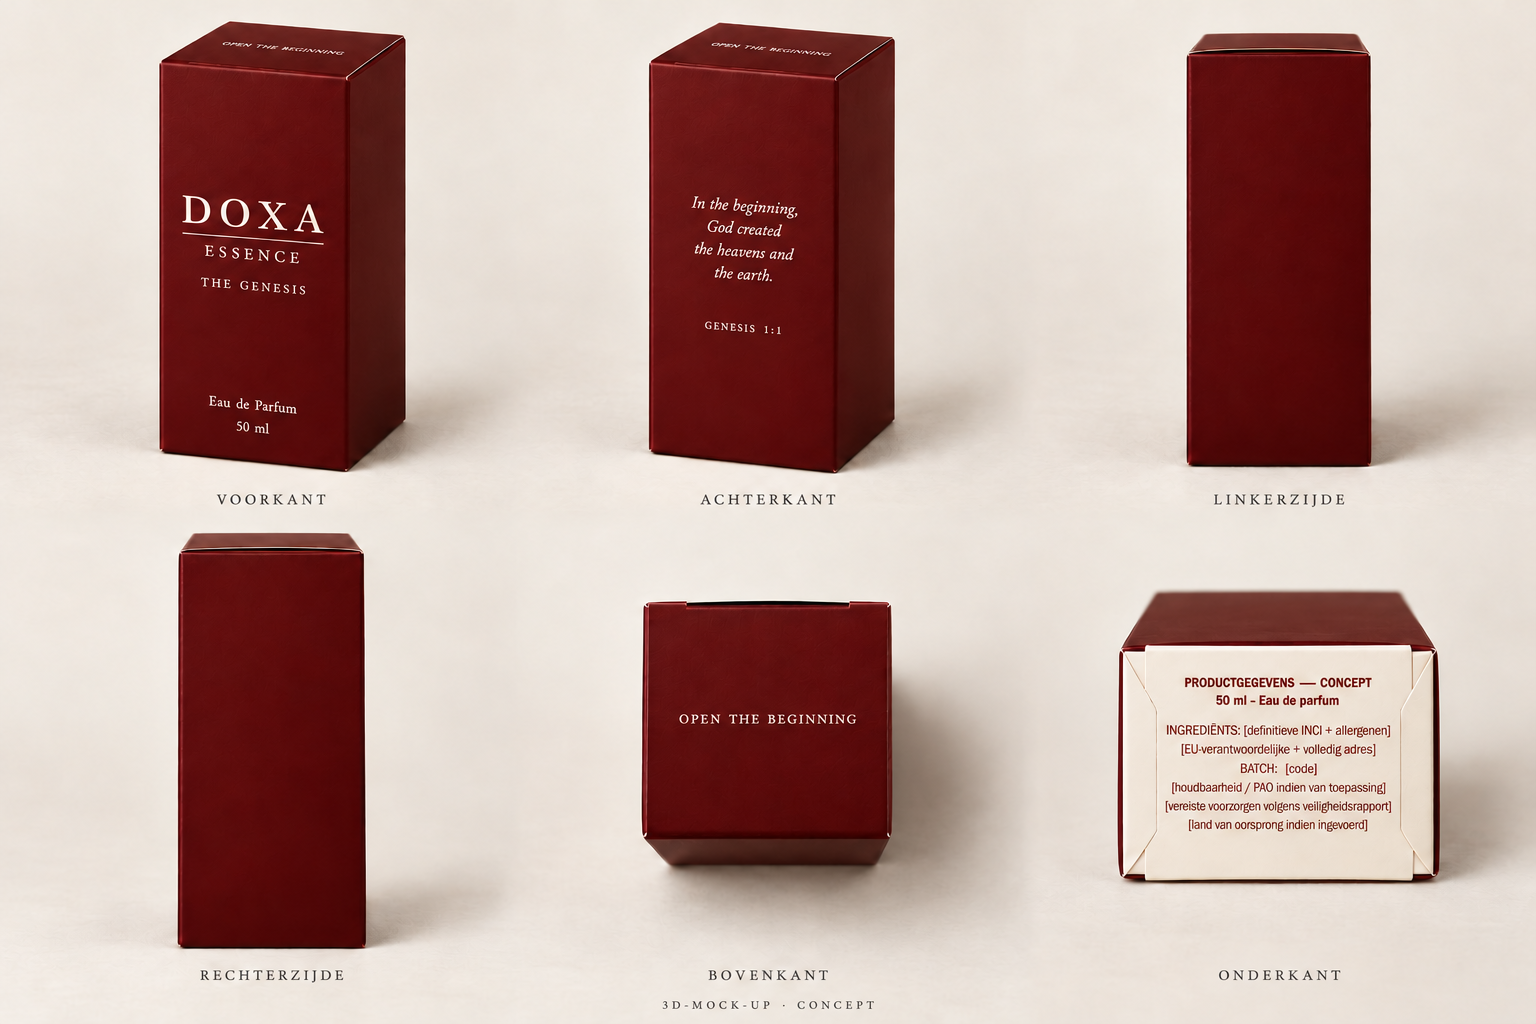 OPEN THE BEGINNING
DOXA
ESSENCE
THE GENESIS
Eau de Parfum
50 ml
VOORKANT
OPEN THE BEGINNING
In the beginning,
God created
the heavens and
the earth.
GENESIS 1:1
ACHTERKANT
LINKERZIJDE
RECHTERZIJDE
OPEN THE BEGINNING
BOVENKANT
PRODUCTGEGEVENS — CONCEPT
50 ml - Eau de parfum
INGREDIËNTS: [definitieve INCI + allergenen]
[EU-verantwoordelijke + volledig adres]
BATCH: [code]
[houdbaarheid / PAO indien van toepassing]
[vereiste voorzorgen volgens veiligheidsrapport]
[land van oorsprong indien ingevoerd]
ONDERKANT
3D-MOCK-UP · CONCEPT